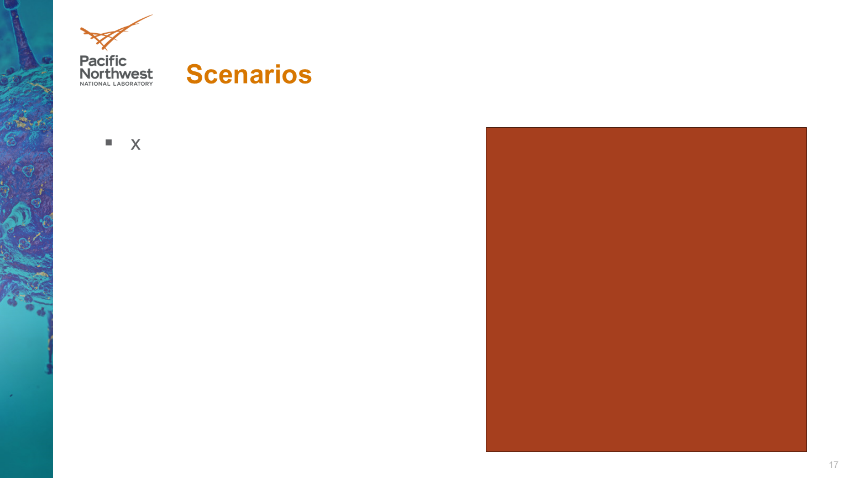 Pacific
Northwest
NATIONAL LABORATORY
Scenarios
▪ x
17